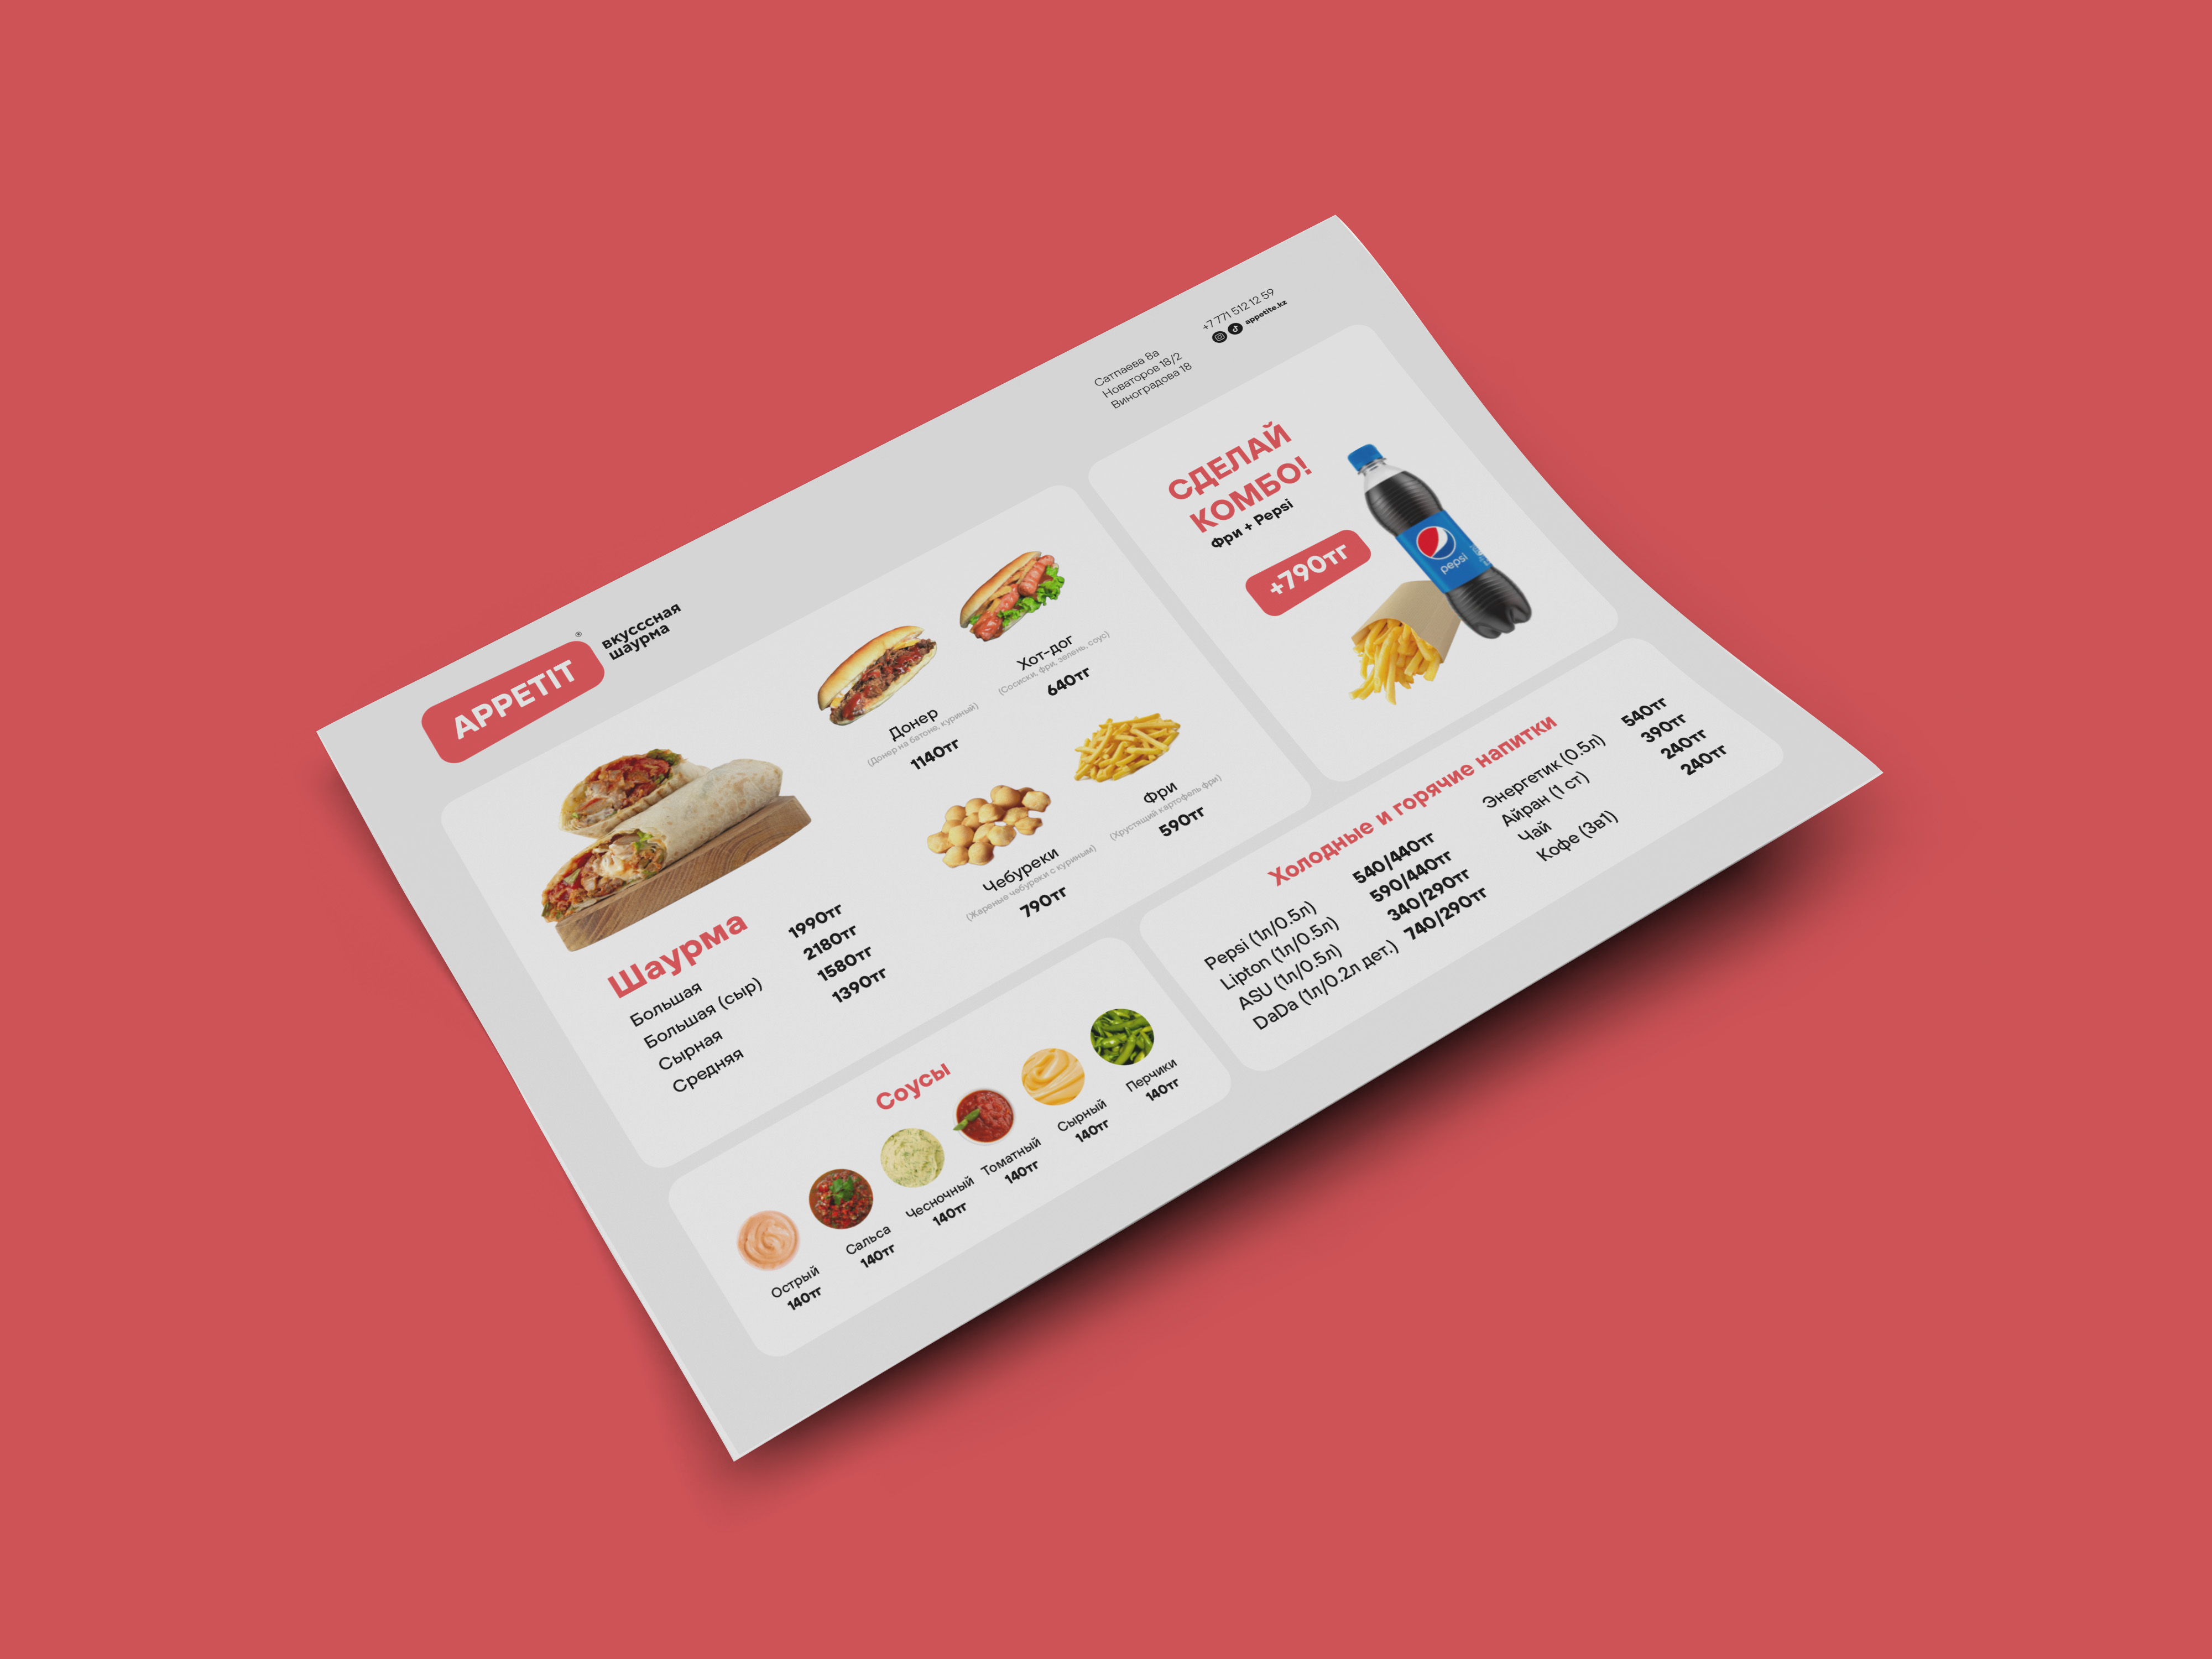 APPETIT
®
вкусссная
шаурма
Сатпаева 8а
Новаторов 18/2
Виноградова 18
+7 771 512 12 59
appetite.kz
Шаурма
Большая 1990тг
Большая (сыр) 2180тг
Сырная 1580тг
Средняя 1390тг
Донер
(Донер на батоне, куриный)
1140тг
Хот-дог
(Сосиски, фри, зелень, соус)
640тг
Чебуреки
(Жареные чебуреки с куриным)
790тг
Фри
(Хрустящий картофель фри)
590тг
СДЕЛАЙ
КОМБО!
Фри + Pepsi
+790тг
pepsi
Соусы
Острый
140тг
Сальса
140тг
Чесночный
140тг
Томатный
140тг
Сырный
140тг
Перчики
140тг
Холодные и горячие напитки
Pepsi (1л/0.5л) 540/440тг
Lipton (1л/0.5л) 590/440тг
ASU (1л/0.5л) 340/290тг
DaDa (1л/0.2л дет.) 740/290тг
Энергетик (0.5л) 540тг
Айран (1 ст) 390тг
Чай 240тг
Кофе (3в1) 240тг